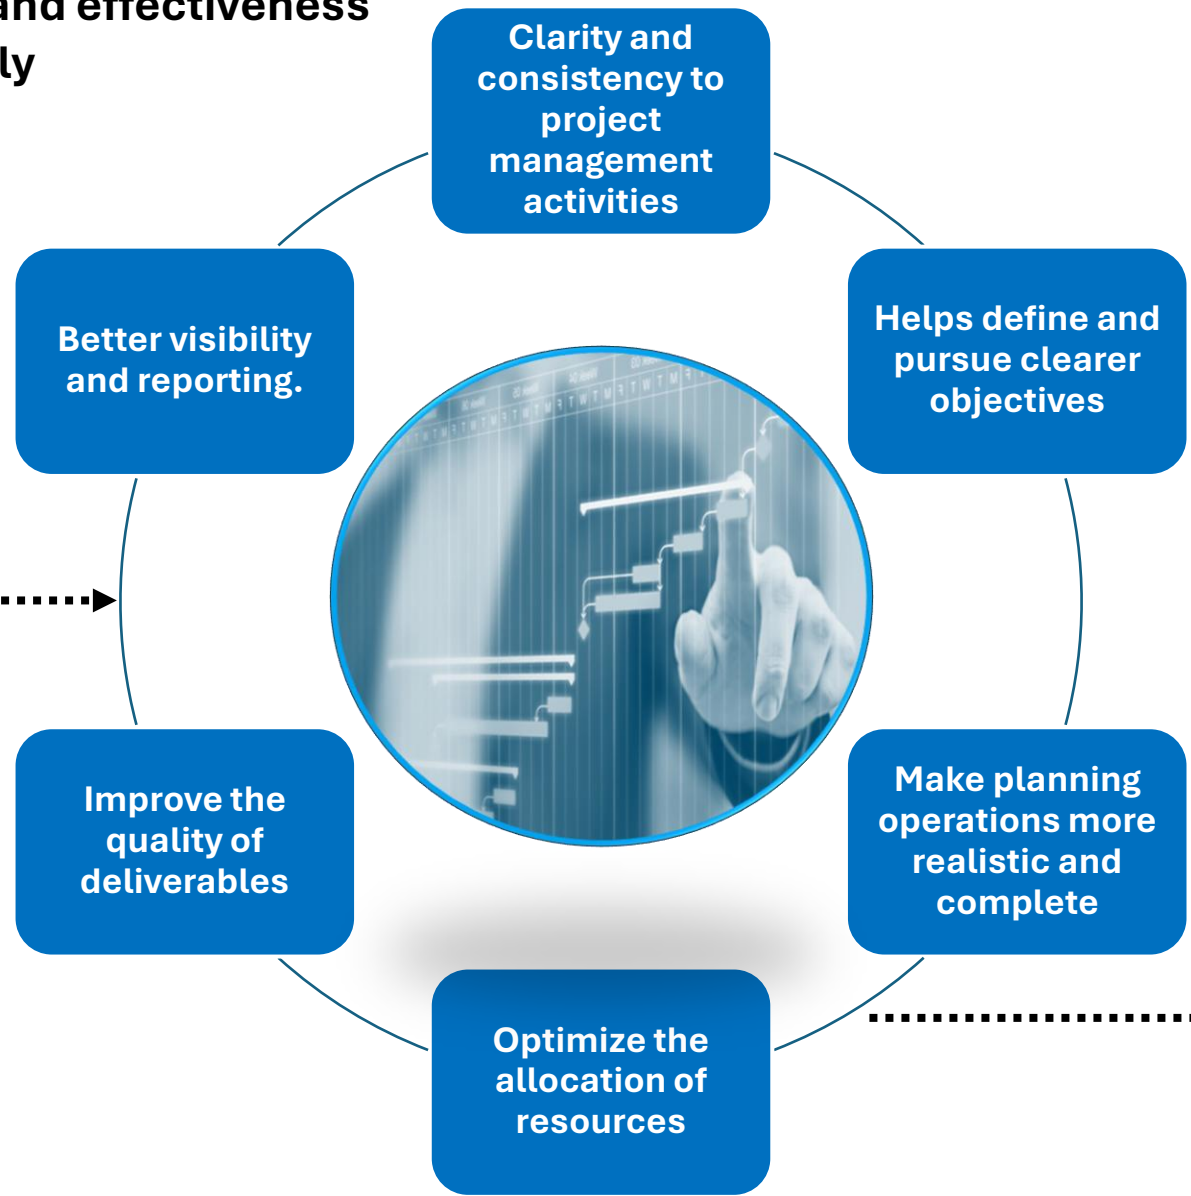 and effectiveness
ly
Clarity and
consistency to
project
management
activities
Helps define and
pursue clearer
objectives
Make planning
operations more
realistic and
complete
Optimize the
allocation of
resources
Improve the
quality of
deliverables
Better visibility
and reporting.